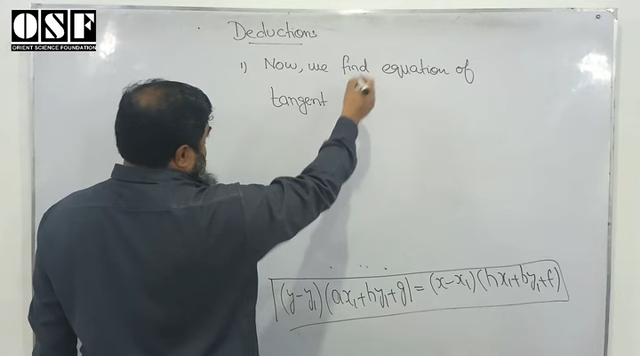 OSF
ORIENT SCIENCE FOUNDATION
Deductions
1) Now, we find equation of
tangent
(y-y₁)(ax₁+hy₁+g) = (x-x₁)(hx₁+by₁+f)